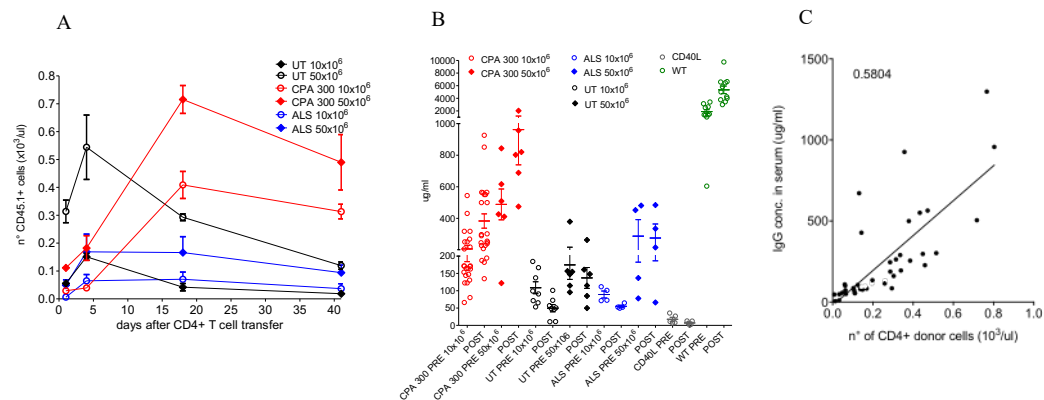 A
UT 10x10⁶
UT 50x10⁶
CPA 300 10x10⁶
CPA 300 50x10⁶
ALS 10x10⁶
ALS 50x10⁶
n° CD45.1+ cells (x10³/ul)
0.8
0.7
0.6
0.5
0.4
0.3
0.2
0.1
0.0
0 5 10 15 20 25 30 35 40
days after CD4+ T cell transfer
B
CPA 300 10x10⁶
CPA 300 50x10⁶
ALS 10x10⁶
ALS 50x10⁶
UT 10x10⁶
UT 50x10⁶
CD40L
WT
ug/ml
10000
8000
6000
4000
2000
1000
800
600
400
200
200
150
100
50
0
CPA 300 PRE 10x10⁶
POST
CPA 300 PRE 50x10⁶
POST
UT PRE 10x10⁶
POST
UT PRE 50x106
POST
ALS PRE 10x10⁶
POST
ALS PRE 50x10⁶
POST
CD40L PRE
POST
WT PRE
POST
C
0.5804
IgG conc. in serum (ug/ml)
1500
1000
500
0
0.0 0.2 0.4 0.6 0.8 1.0
n° of CD4+ donor cells (10³/ul)